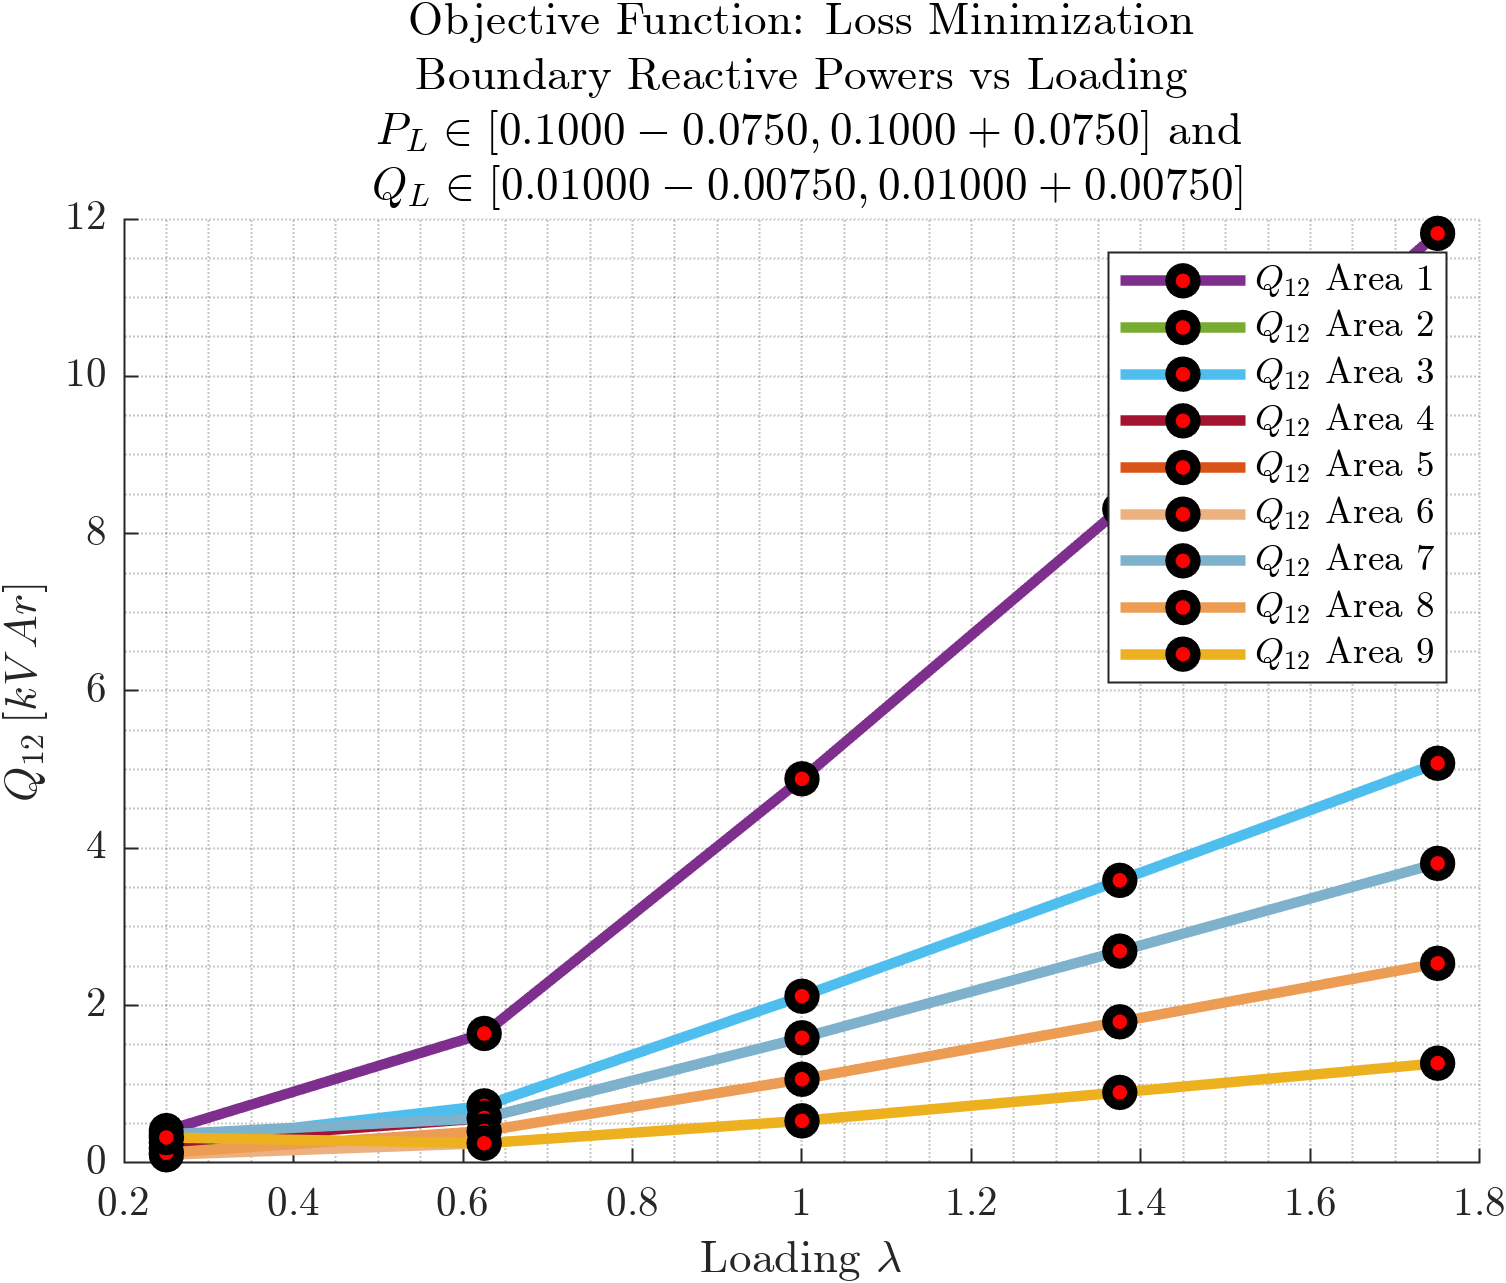 Objective Function: Loss Minimization
Boundary Reactive Powers vs Loading
P_L ∈ [0.1000 − 0.0750, 0.1000 + 0.0750] and
Q_L ∈ [0.01000 − 0.00750, 0.01000 + 0.00750]
12
10
8
6
4
2
0
Q_12 [kV Ar]
Q_12 Area 1
Q_12 Area 2
Q_12 Area 3
Q_12 Area 4
Q_12 Area 5
Q_12 Area 6
Q_12 Area 7
Q_12 Area 8
Q_12 Area 9
0.2 0.4 0.6 0.8 1 1.2 1.4 1.6 1.8
Loading λ